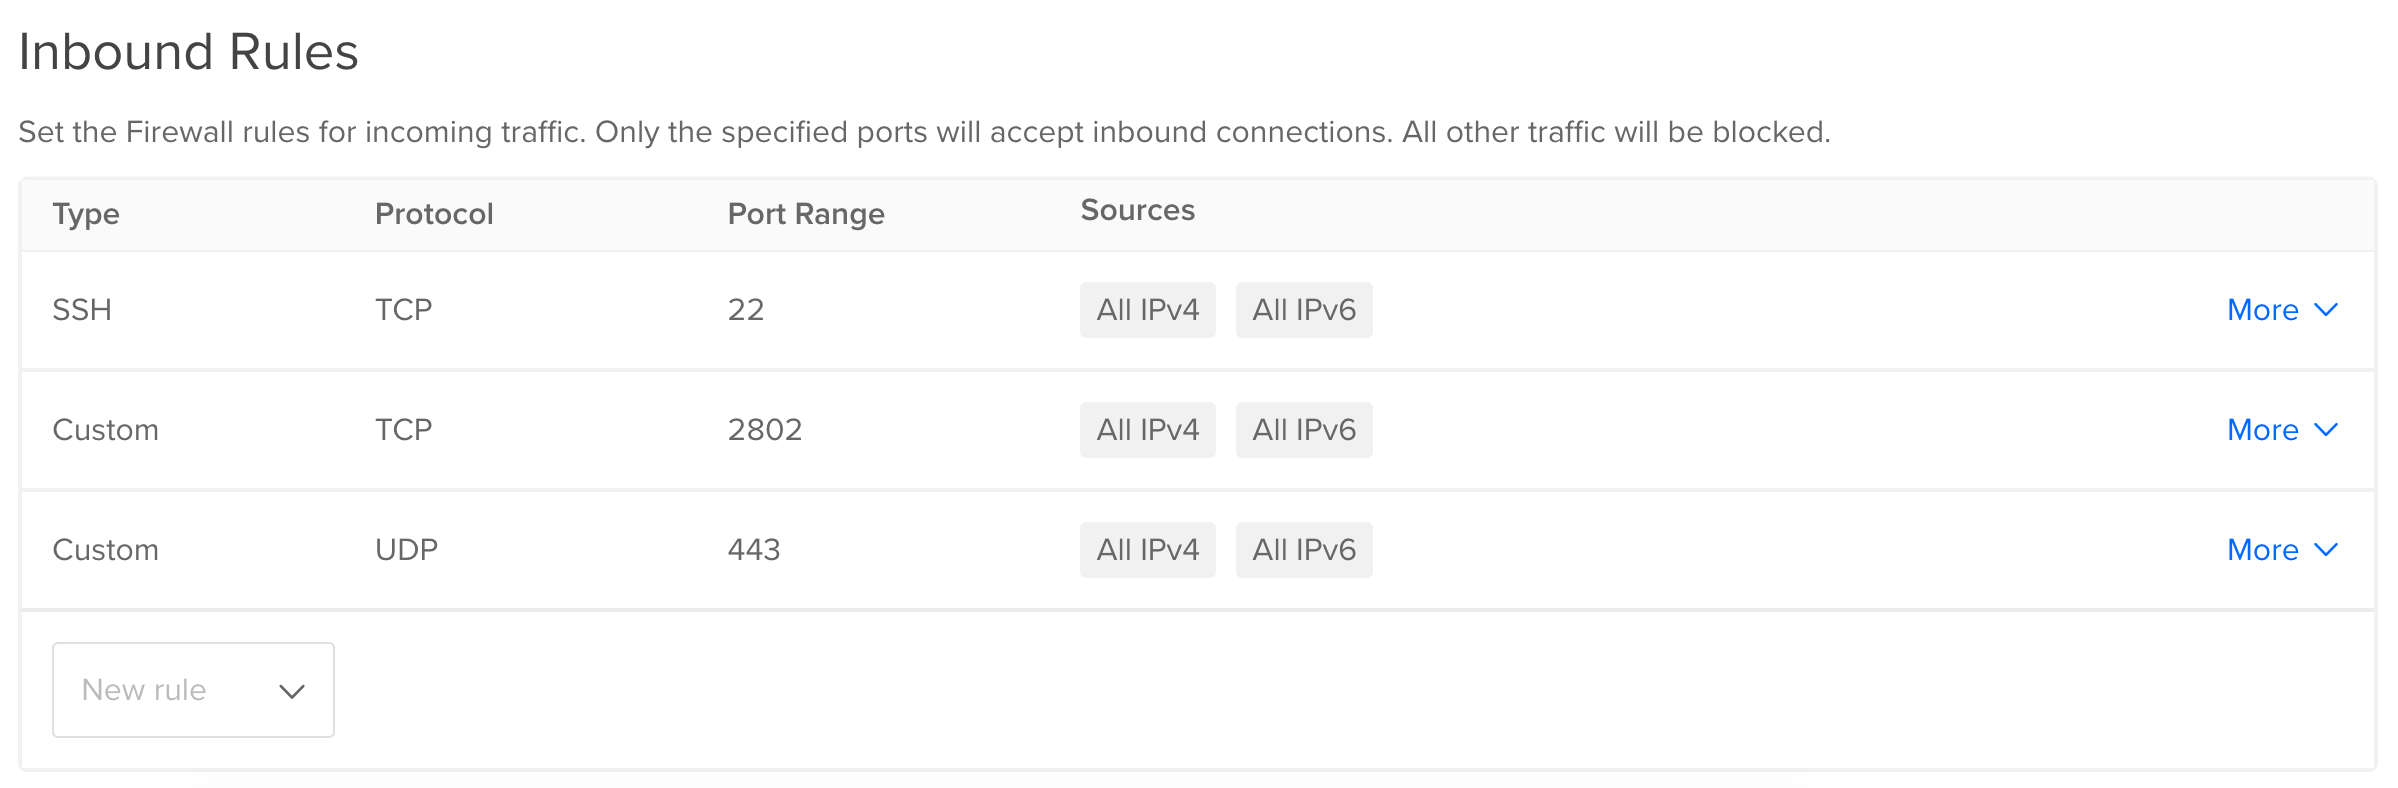 Inbound Rules
Set the Firewall rules for incoming traffic. Only the specified ports will accept inbound connections. All other traffic will be blocked.
Type Protocol Port Range Sources
SSH TCP 22 All IPv4 All IPv6 More
Custom TCP 2802 All IPv4 All IPv6 More
Custom UDP 443 All IPv4 All IPv6 More
New rule